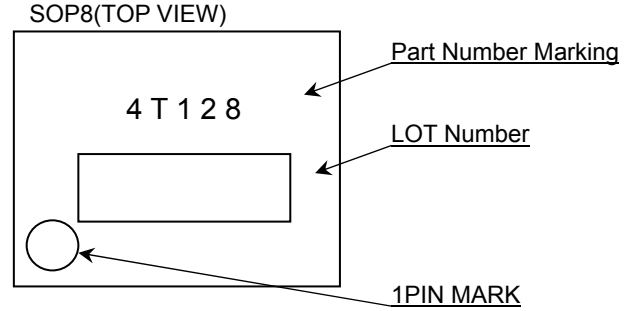 SOP8(TOP VIEW)
Part Number Marking
4 T 1 2 8
LOT Number
1PIN MARK